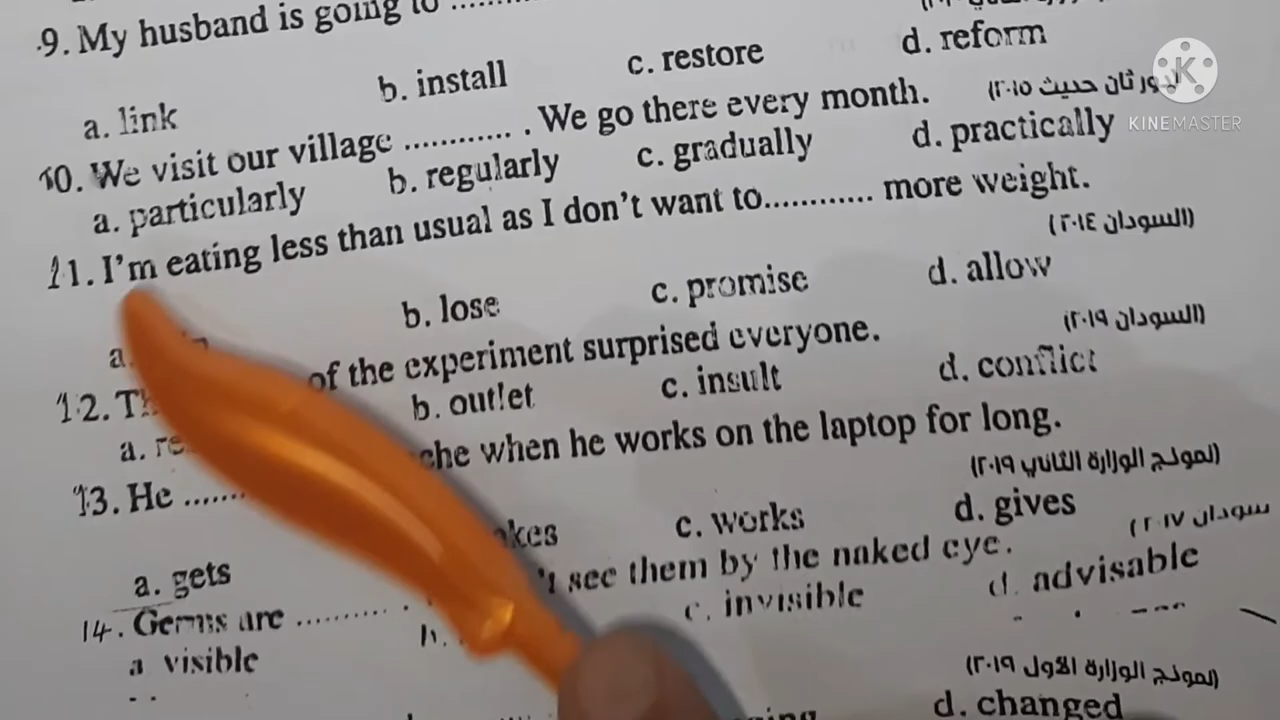 9. My husband is going to ..........
a. link b. install c. restore d. reform
دور ثان حديث ٢٠١٥)
KINEMASTER
10. We visit our village ........... . We go there every month.
a. particularly b. regularly c. gradually d. practically
11. I'm eating less than usual as I don't want to............ more weight.
(السودان ٢٠١٤)
a. b. lose c. promise d. allow
(السودان ٢٠١٩)
12. of the experiment surprised everyone.
a. b. outlet c. insult d. conflict
13. He ....... when he works on the laptop for long.
(نموذج الوزارة الثاني ٢٠١٩)
a. gets c. works d. gives
سودان ٢٠١٧)
14. Germs are .......... see them by the naked eye.
a visible c. invisible d. advisable
(نموذج الوزارة الأول ٢٠١٩)
d. changed